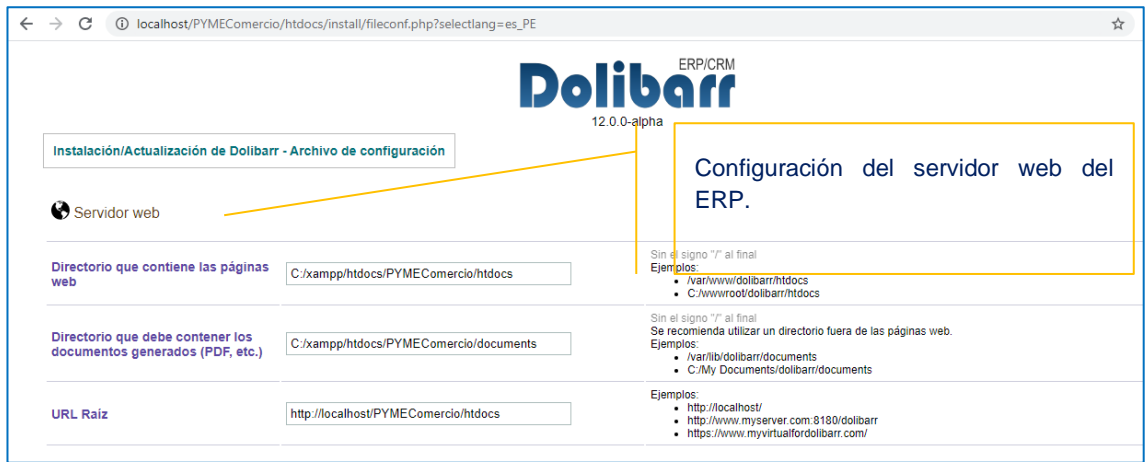 localhost/PYMEComercio/htdocs/install/fileconf.php?selectlang=es_PE
ERP/CRM
Dolibarr
12.0.0-alpha
Instalación/Actualización de Dolibarr - Archivo de configuración
Configuración del servidor web del
ERP.
Servidor web
Directorio que contiene las páginas
web
C:/xampp/htdocs/PYMEComercio/htdocs
Sin el signo "/" al final
Ejemplos:
• /var/www/dolibarr/htdocs
• C:/wwwroot/dolibarr/htdocs
Directorio que debe contener los
documentos generados (PDF, etc.)
C:/xampp/htdocs/PYMEComercio/documents
Sin el signo "/" al final
Se recomienda utilizar un directorio fuera de las páginas web.
Ejemplos:
• /var/lib/dolibarr/documents
• C:/My Documents/dolibarr/documents
URL Raíz
http://localhost/PYMEComercio/htdocs
Ejemplos:
• http://localhost/
• http://www.myserver.com:8180/dolibarr
• https://www.myvirtualfordolibarr.com/